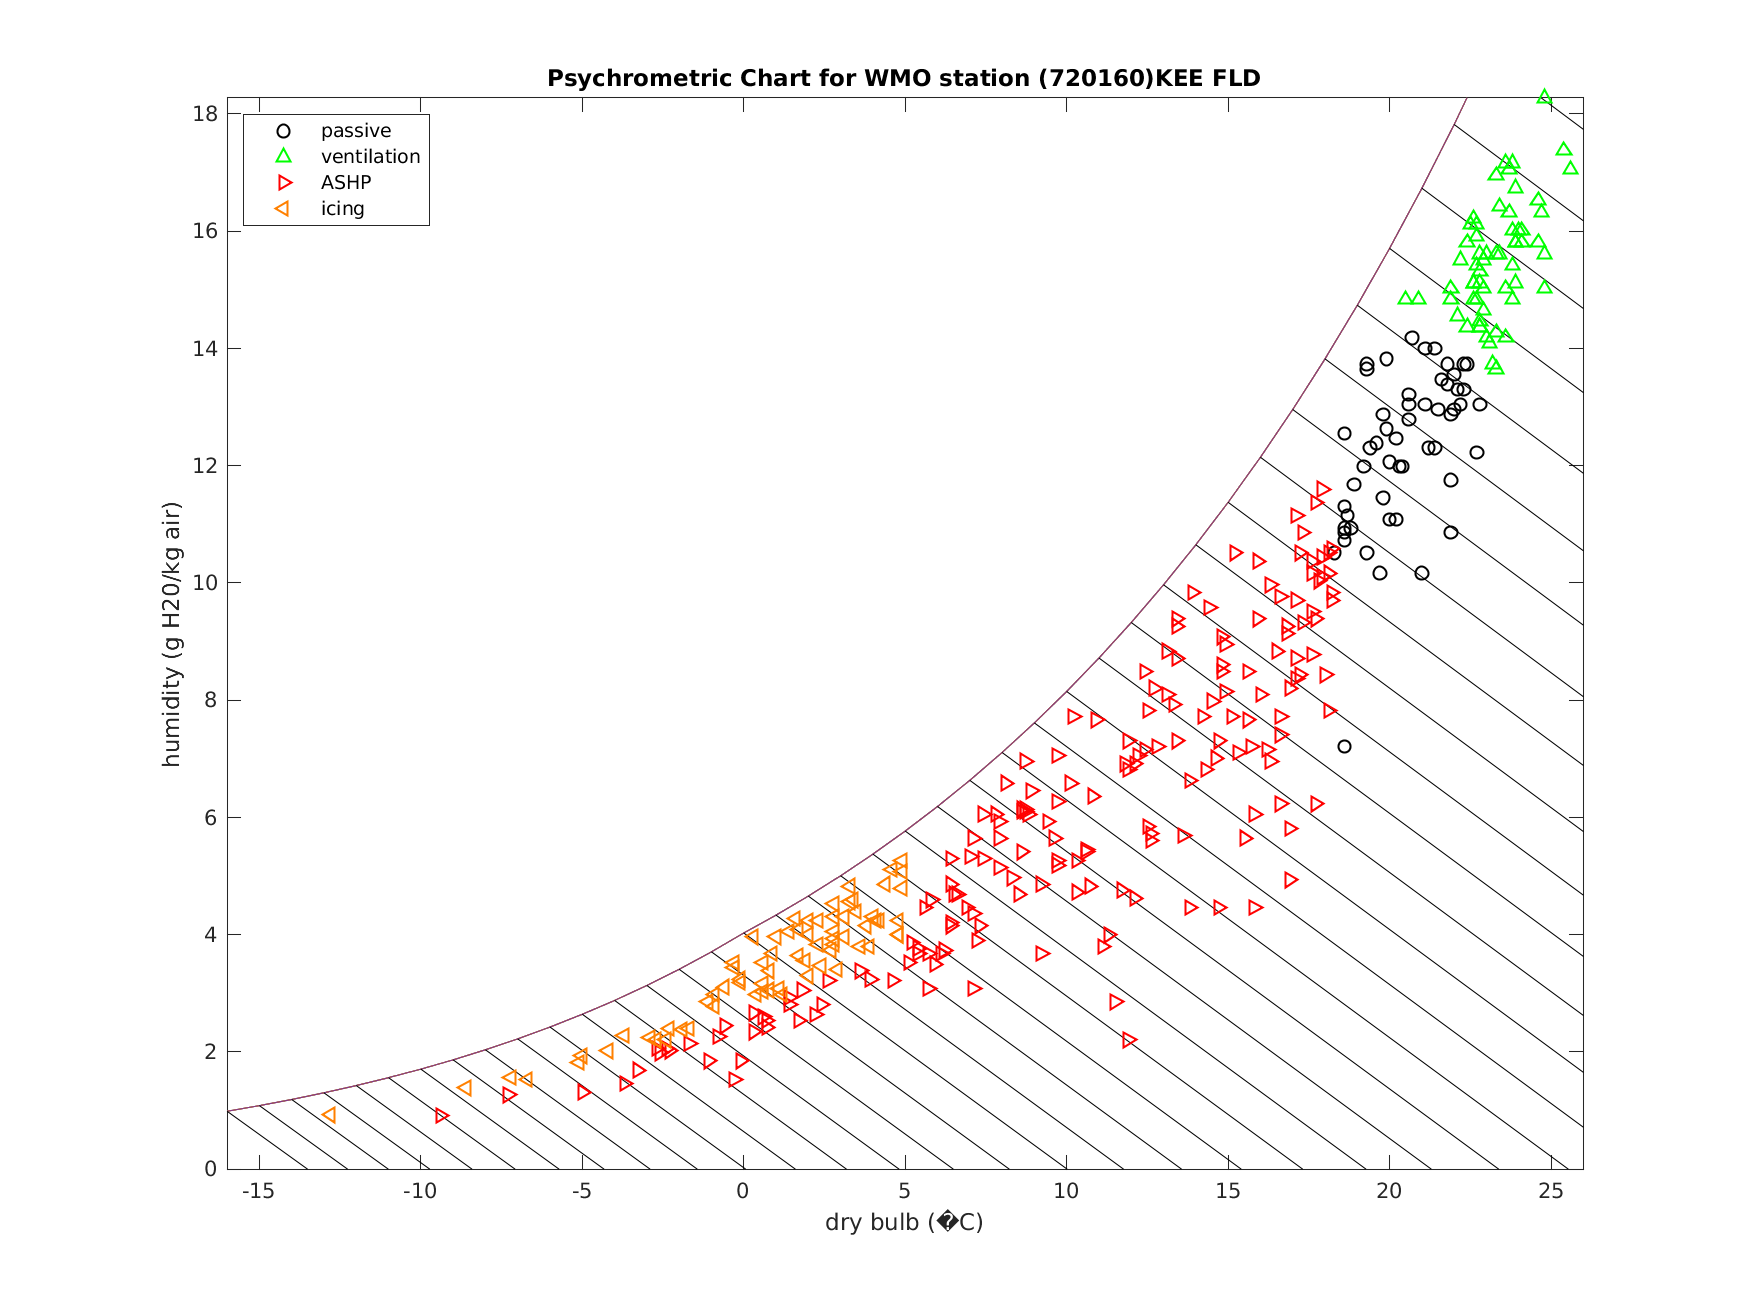 Psychrometric Chart for WMO station (720160)KEE FLD
passive
ventilation
ASHP
icing
humidity (g H20/kg air)
18
16
14
12
10
8
6
4
2
0
-15 -10 -5 0 5 10 15 20 25
dry bulb (�C)